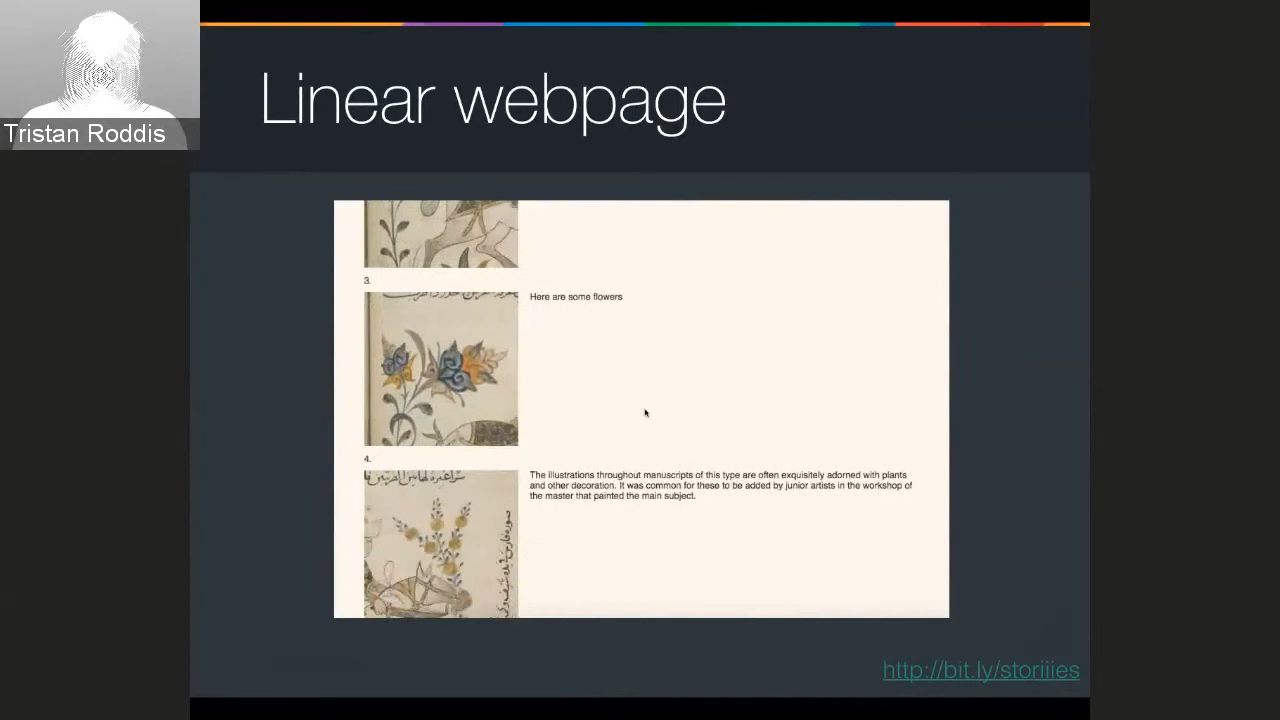 Tristan Roddis
Linear webpage
3.
Here are some flowers
4.
The illustrations throughout manuscripts of this type are often exquisitely adorned with plants
and other decoration. It was common for these to be added by junior artists in the workshop of
the master that painted the main subject.
http://bit.ly/storiiies